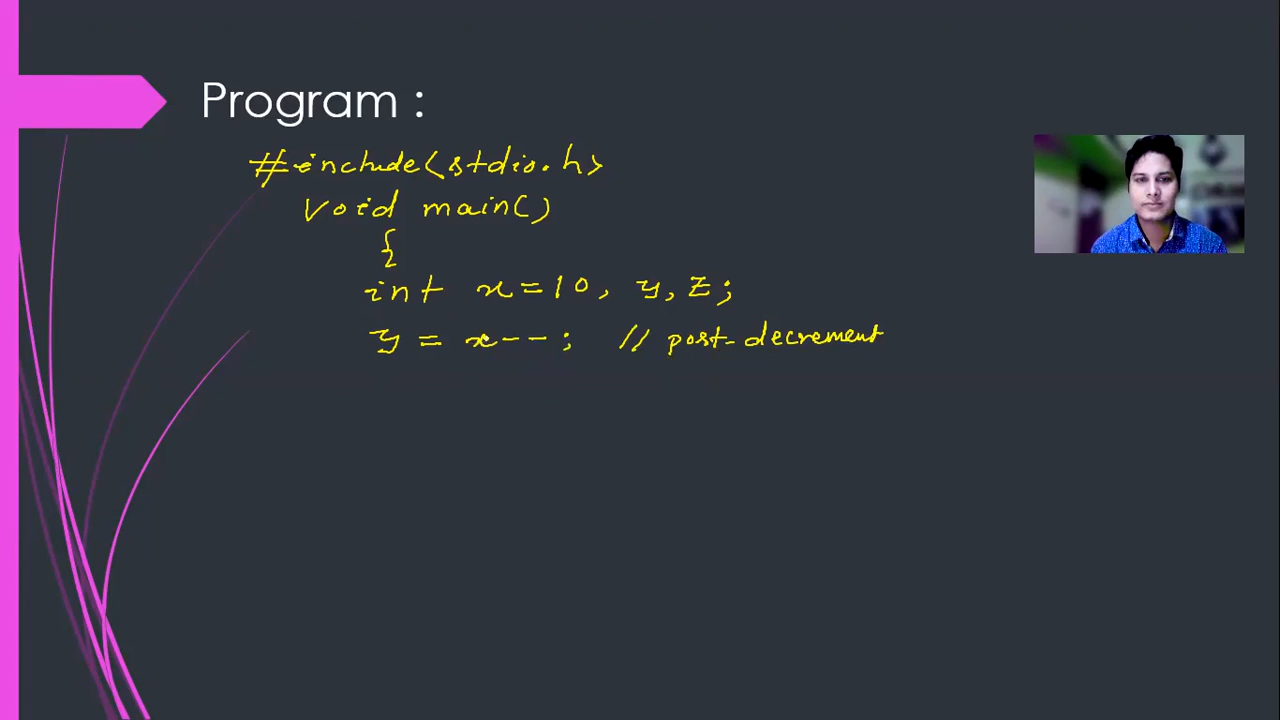 Program :
#include<stdio.h>
void main()
{
int x=10, y,z;
y = x--; // post-decrement